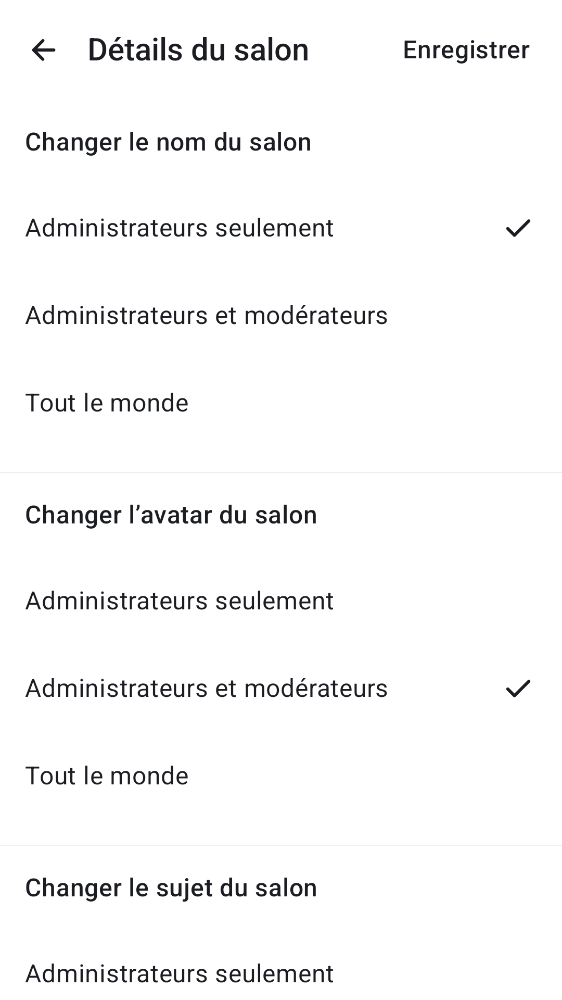 Détails du salon
Enregistrer
Changer le nom du salon
Administrateurs seulement
Administrateurs et modérateurs
Tout le monde
Changer l’avatar du salon
Administrateurs seulement
Administrateurs et modérateurs
Tout le monde
Changer le sujet du salon
Administrateurs seulement